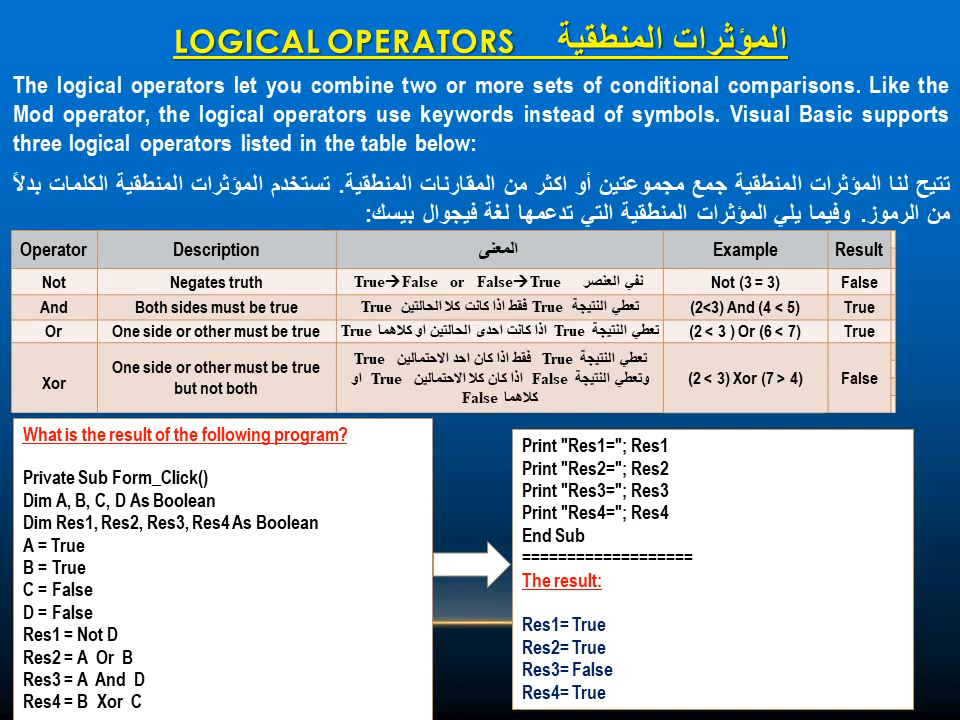 LOGICAL OPERATORS المؤثرات المنطقية
The logical operators let you combine two or more sets of conditional comparisons. Like the
Mod operator, the logical operators use keywords instead of symbols. Visual Basic supports
three logical operators listed in the table below:
تتيح لنا المؤثرات المنطقية جمع مجموعتين أو اكثر من المقارنات المنطقية. تستخدم المؤثرات المنطقية الكلمات بدلاً
من الرموز. وفيما يلي المؤثرات المنطقية التي تدعمها لغة فيجوال بيسك:
Operator Description المعنى Example Result
Not Negates truth نفي العنصر True→False or False→True Not (3 = 3) False
And Both sides must be true تعطي النتيجة True فقط اذا كانت كلا الحالتين True (2<3) And (4 < 5) True
Or One side or other must be true تعطي النتيجة True اذا كانت احدى الحالتين او كلاهما True (2 < 3 ) Or (6 < 7) True
Xor One side or other must be true
but not both
تعطي النتيجة True فقط اذا كان احد الاحتمالين True
وتعطي النتيجة False اذا كان كلا الاحتمالين True او
كلاهما False
(2 < 3) Xor (7 > 4) False
What is the result of the following program?
Private Sub Form_Click()
Dim A, B, C, D As Boolean
Dim Res1, Res2, Res3, Res4 As Boolean
A = True
B = True
C = False
D = False
Res1 = Not D
Res2 = A Or B
Res3 = A And D
Res4 = B Xor C
Print "Res1="; Res1
Print "Res2="; Res2
Print "Res3="; Res3
Print "Res4="; Res4
End Sub
===================
The result:
Res1= True
Res2= True
Res3= False
Res4= True